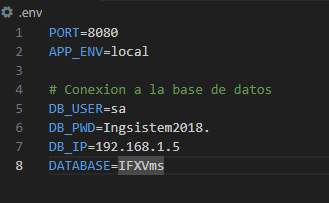 .env
1 PORT=8080
2 APP_ENV=local
3
4 # Conexion a la base de datos
5 DB_USER=sa
6 DB_PWD=Ingsistem2018.
7 DB_IP=192.168.1.5
8 DATABASE=IFXVms